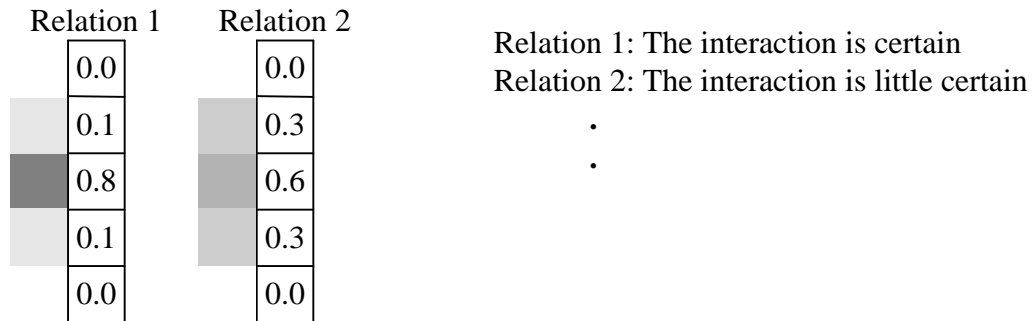 Relation 1 Relation 2
0.0 0.0
0.1 0.3
0.8 0.6
0.1 0.3
0.0 0.0
Relation 1: The interaction is certain
Relation 2: The interaction is little certain
.
.